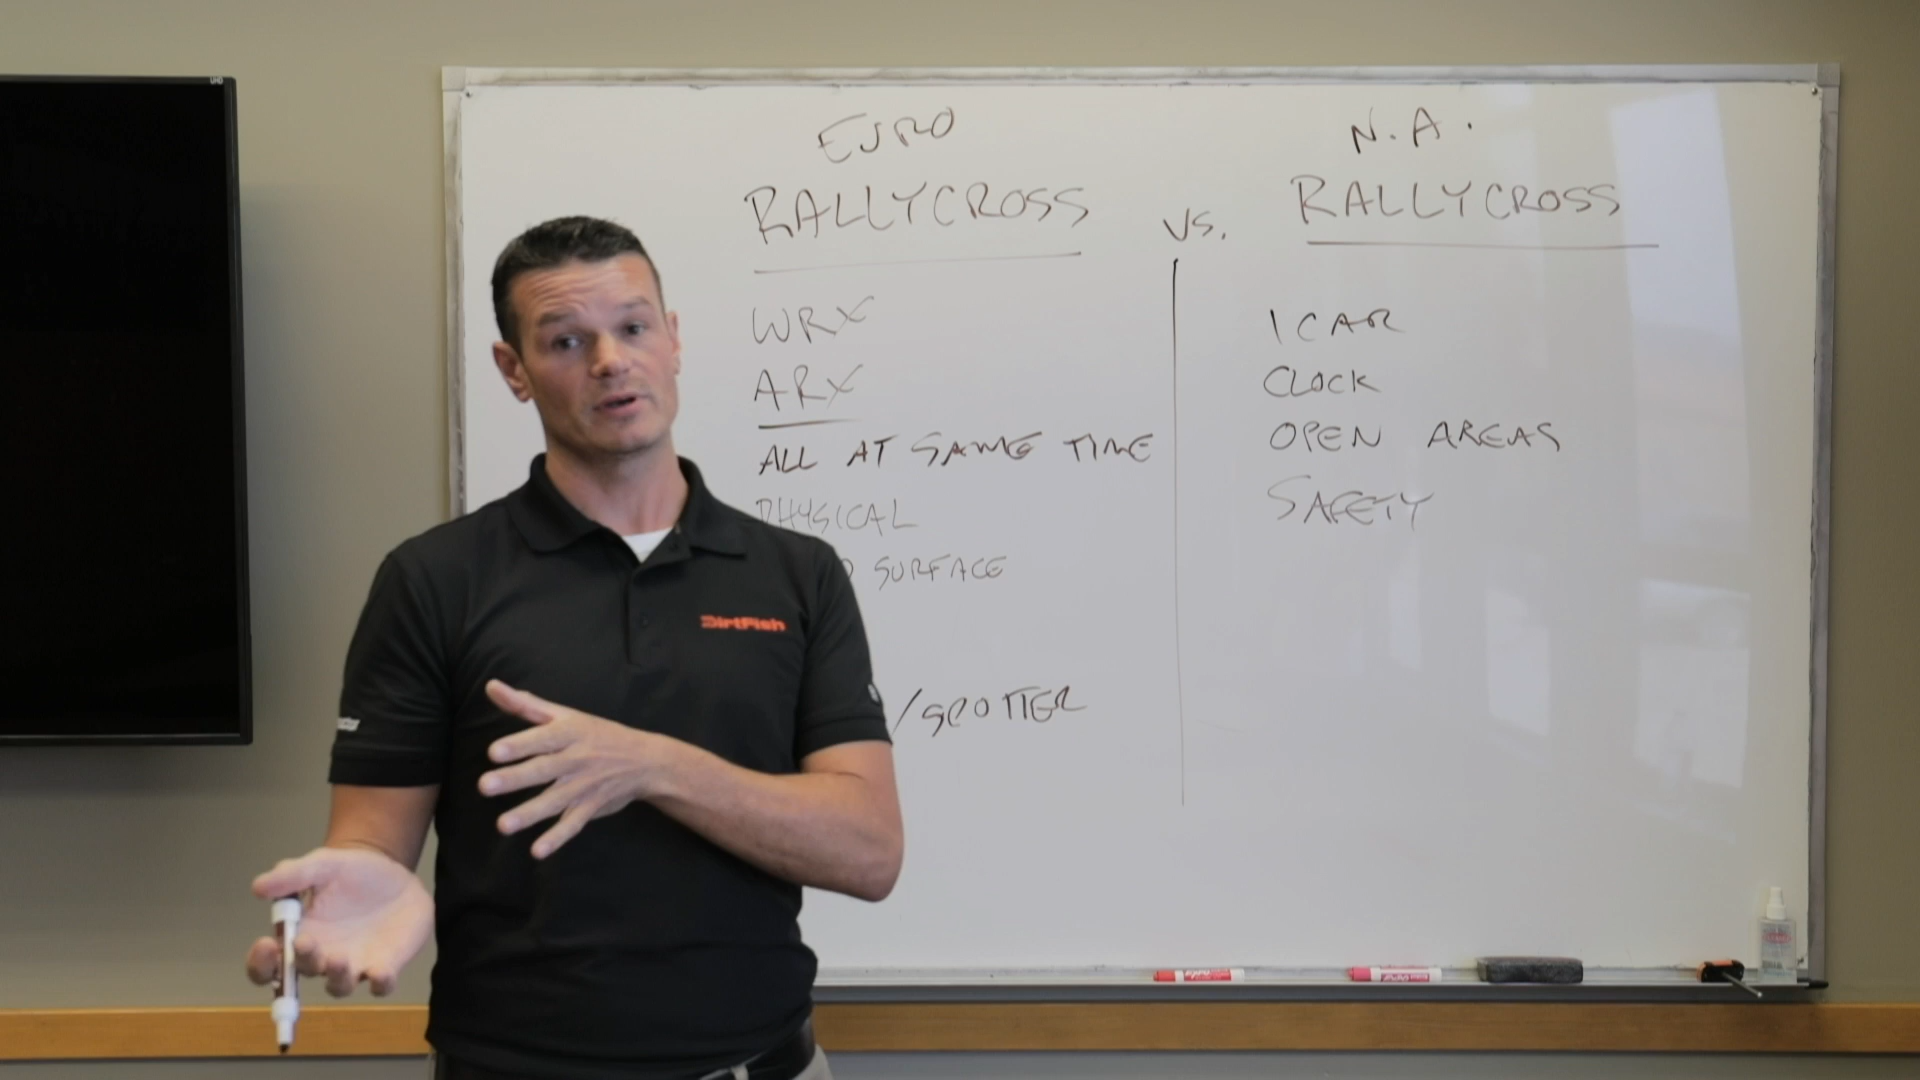 UHD
EURO
RALLYCROSS
WRX
ARX
ALL AT SAME TIME
PHYSICAL
SURFACE
/SPOTTER
VS.
N.A.
RALLYCROSS
1 CAR
CLOCK
OPEN AREAS
SAFETY
DirtFish